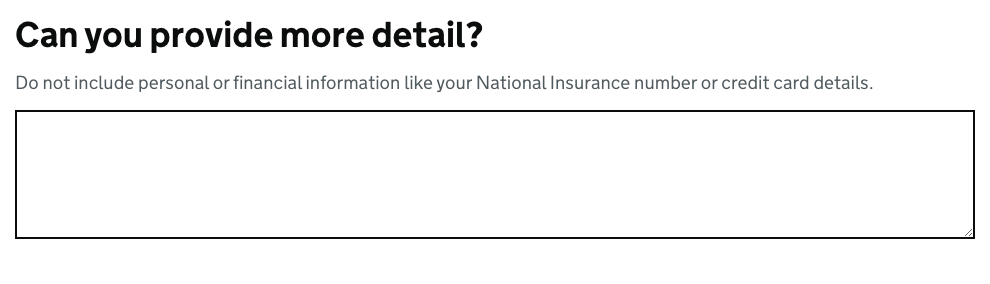 Can you provide more detail?
Do not include personal or financial information like your National Insurance number or credit card details.